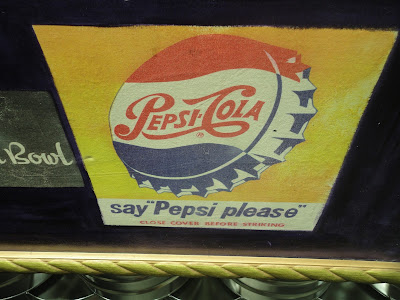 PEPSI-COLA
Bowl
say "Pepsi please"
CLOSE COVER BEFORE STRIKING